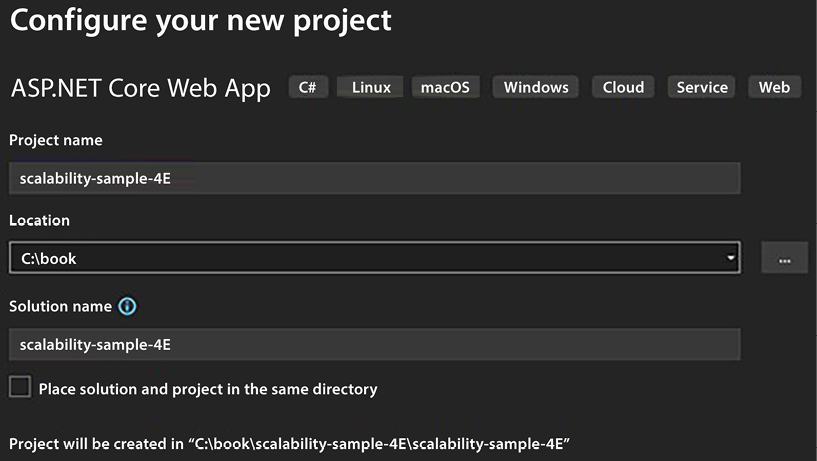 Configure your new project
ASP.NET Core Web App C# Linux macOS Windows Cloud Service Web
Project name
scalability-sample-4E
Location
C:\book
...
Solution name
scalability-sample-4E
Place solution and project in the same directory
Project will be created in “C:\book\scalability-sample-4E\scalability-sample-4E”